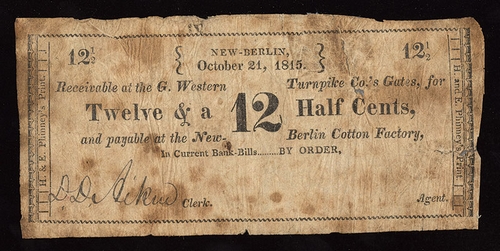 12½ NEW-BERLIN, 12½
October 21, 1815.
Receivable at the G. Western Turnpike Co.'s Gates, for
Twelve & a 12 Half Cents,
and payable at the New- Berlin Cotton Factory,
In Current Bank-Bills........BY ORDER,
Clerk. Agent.
H. & E. Phinney's Print.
H. and E. Phinney's Print.